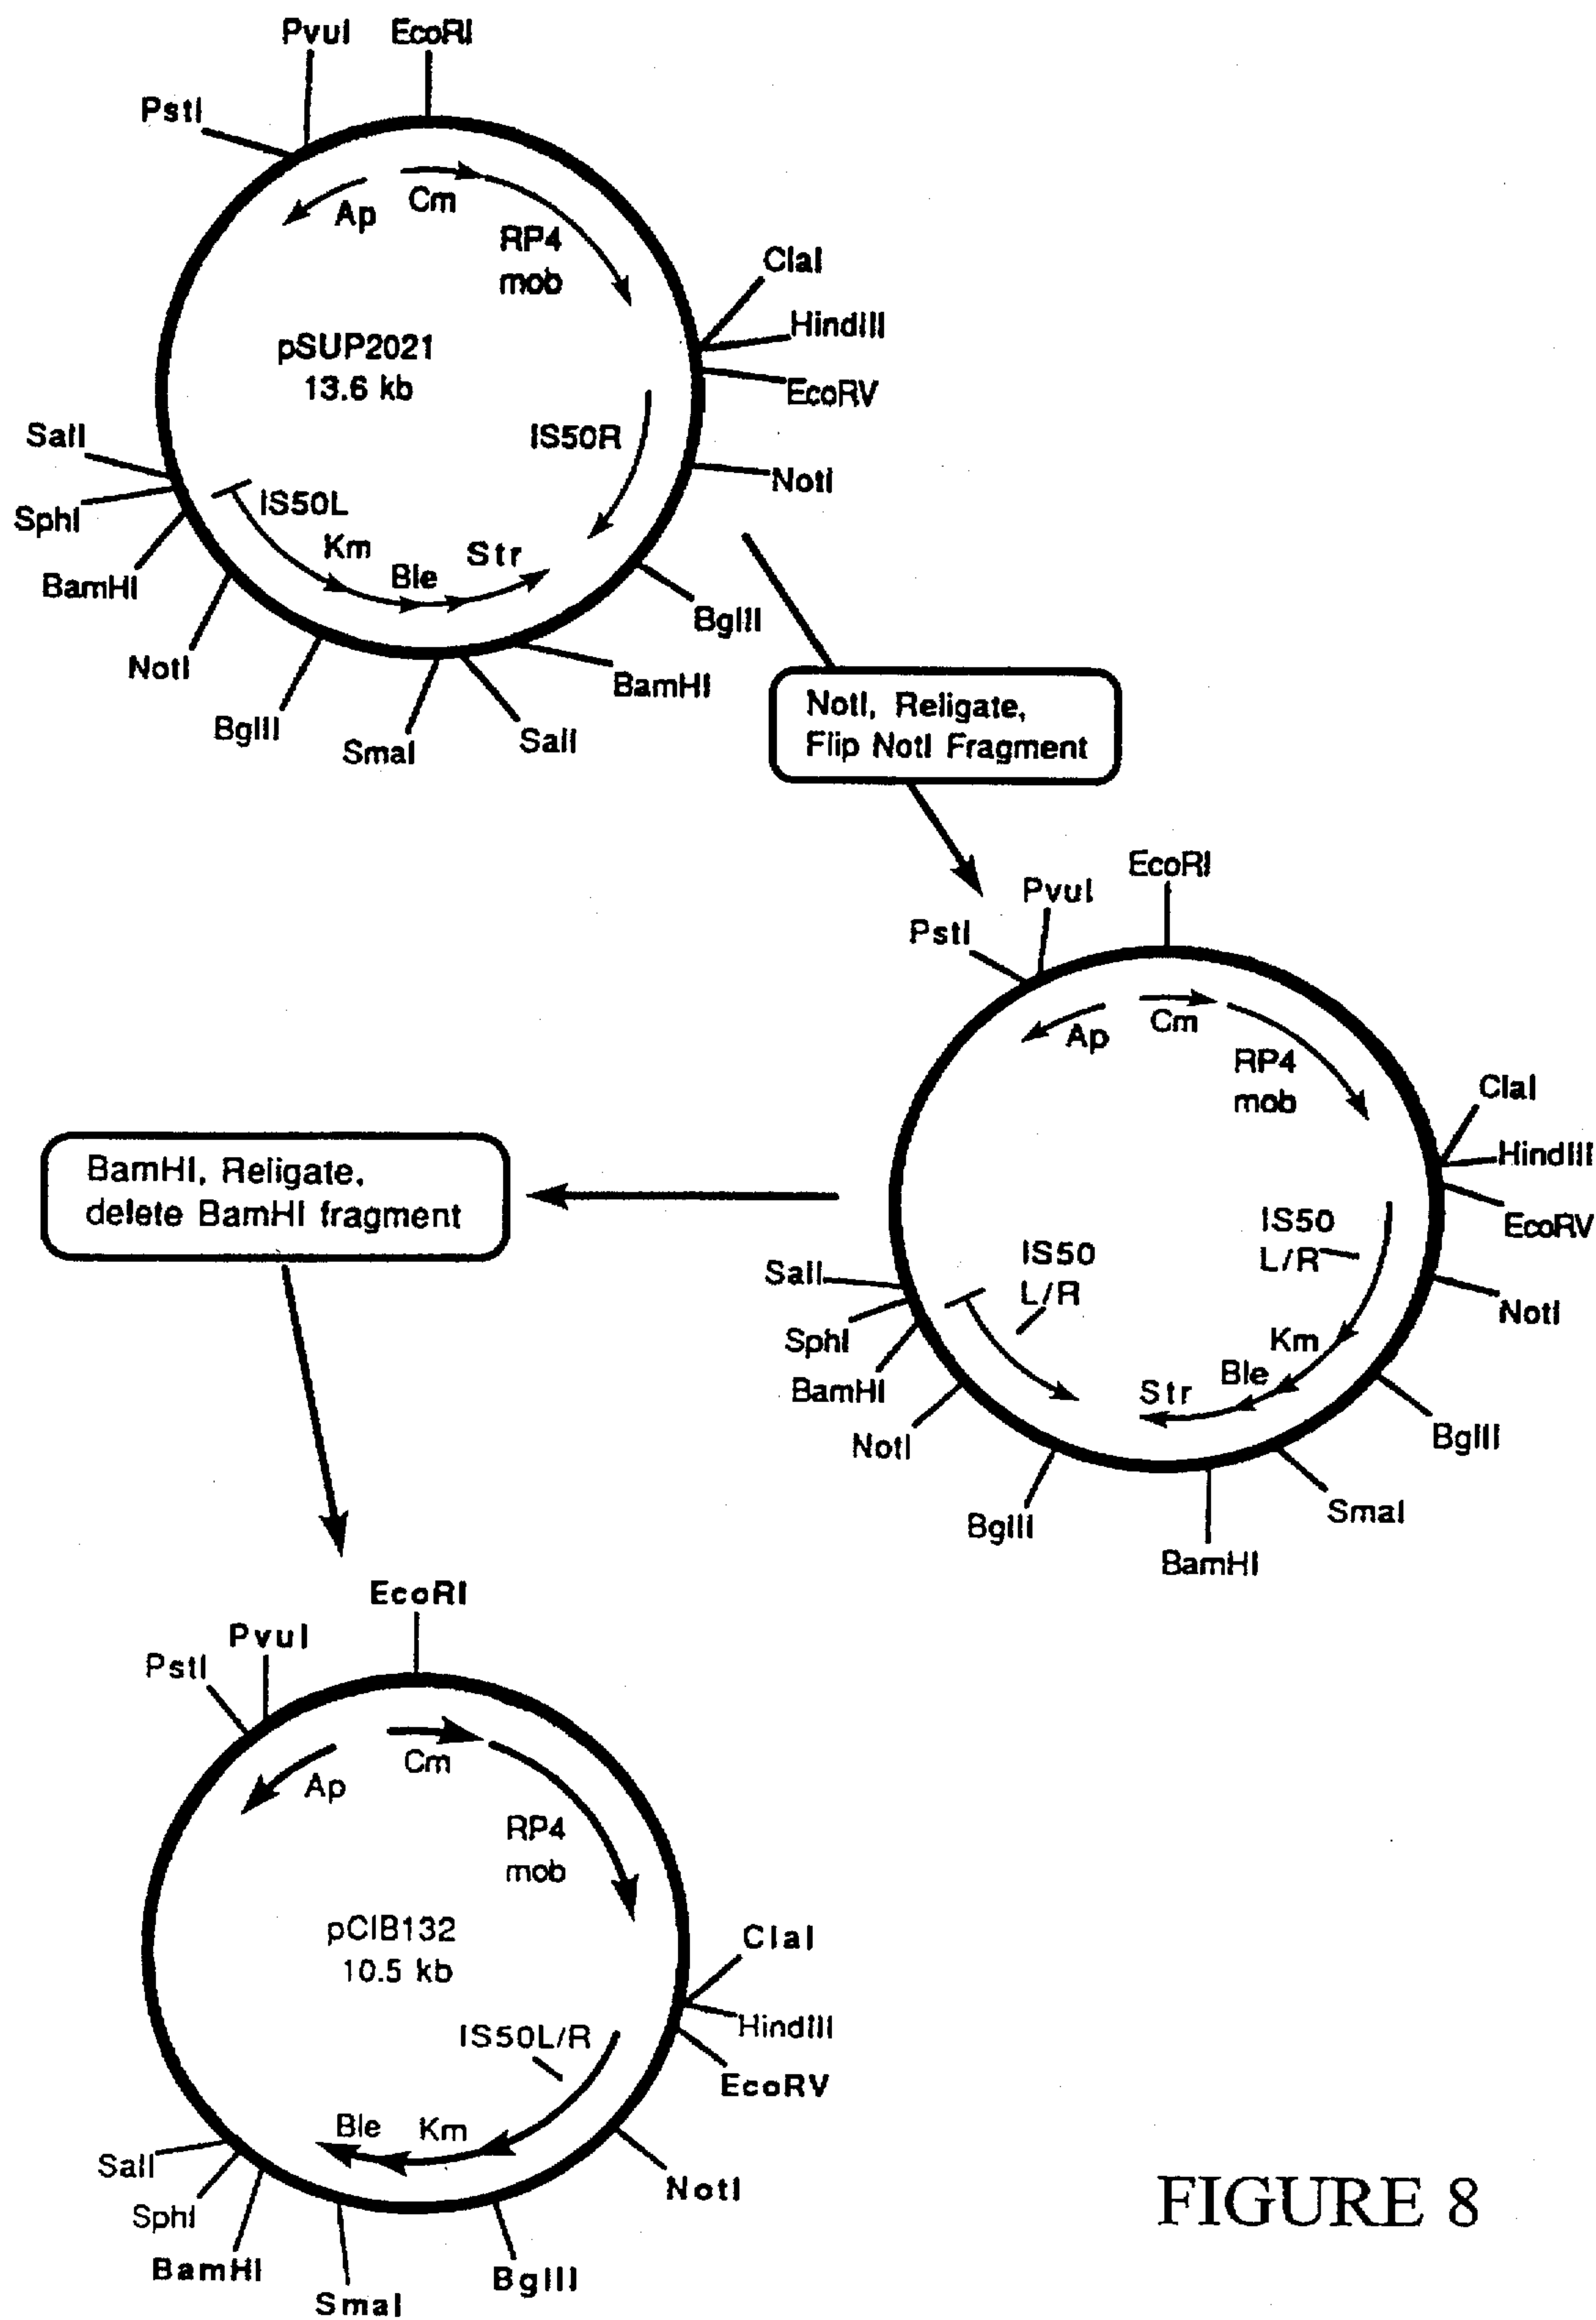 PvuI
EcoRI
PstI
Ap
Cm
RP4
mob
ClaI
HindIII
EcoRV
pSUP2021
13.6 kb
IS50R
NotI
SalI
SphI
BamHI
IS50L
Km
Ble
Str
NotI
BglII
SmaI
SalI
BamHI
BglII
NotI, Religate,
Flip NotI Fragment
EcoRI
PvuI
PstI
Ap
Cm
RP4
mob
ClaI
HindIII
EcoRV
IS50
L/R
IS50
L/R
NotI
SalI
SphI
BamHI
NotI
Km
Ble
Str
BglII
SmaI
BglII
BamHI
BamHI, Religate,
delete BamHI fragment
EcoRI
PvuI
PstI
Ap
Cm
RP4
mob
pCIB132
10.5 kb
ClaI
HindIII
EcoRV
IS50L/R
Ble
Km
NotI
SalI
SphI
BamHI
SmaI
BglII
FIGURE 8